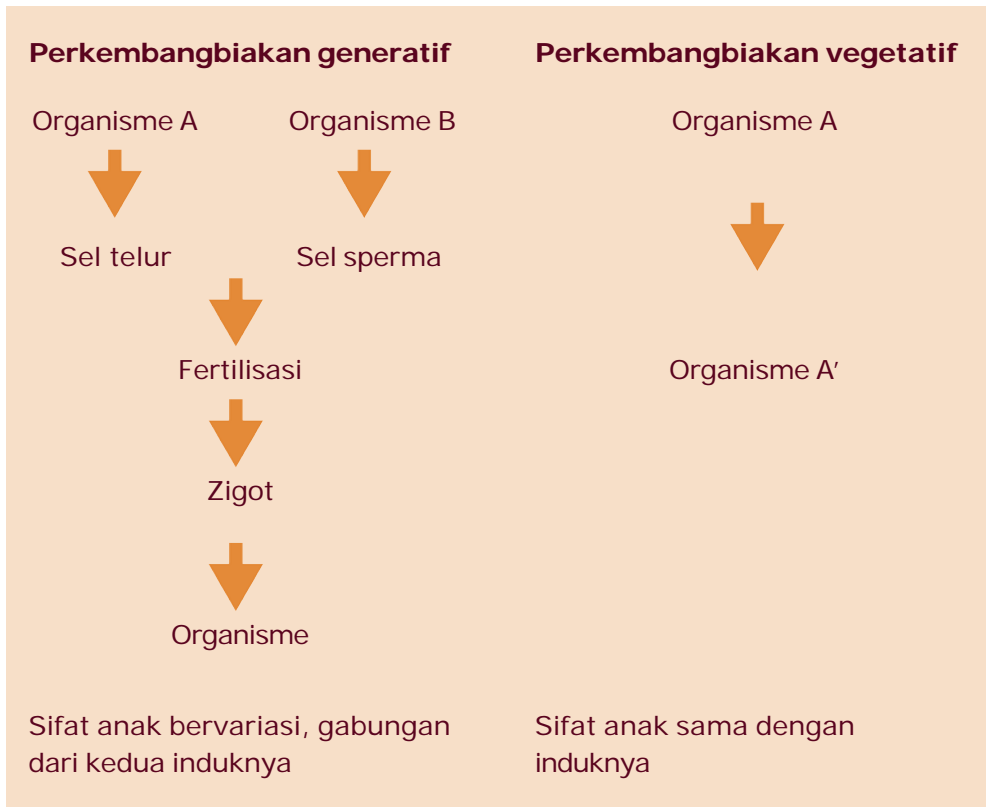 Perkembangbiakan generatif
Organisme A
Organisme B
Sel telur
Sel sperma
Fertilisasi
Zigot
Organisme
Sifat anak bervariasi, gabungan
dari kedua induknya
Perkembangbiakan vegetatif
Organisme A
Organisme A'
Sifat anak sama dengan
induknya